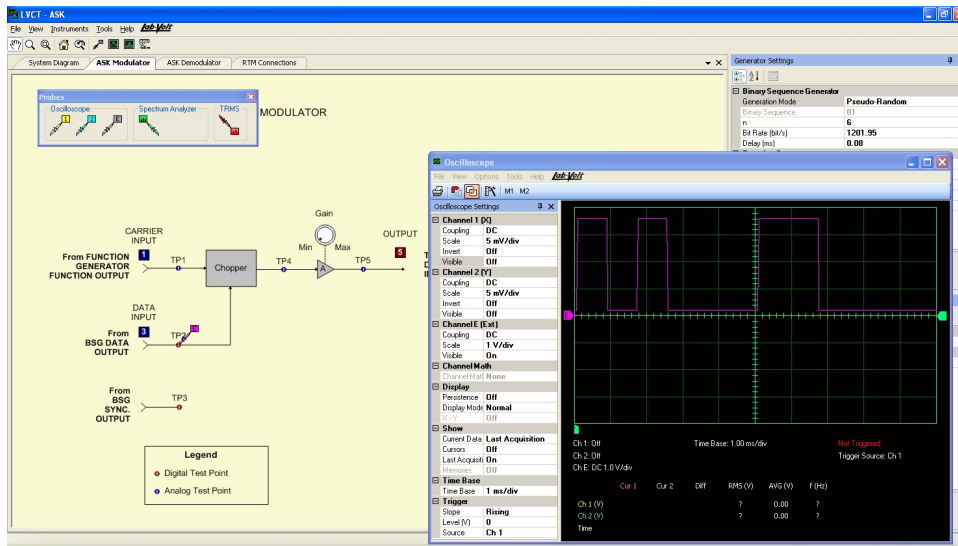 LVCT - ASK
File View Instruments Tools Help Lab-Volt
System Diagram ASK Modulator ASK Demodulator RTM Connections
Probes
Oscilloscope Spectrum Analyzer TRMS
1 2 E
MODULATOR
Generator Settings
Binary Sequence Generator
Generation Mode Pseudo-Random
Binary Sequence 01
n 6
Bit Rate (bit/s) 1201.95
Delay (ms) 0.08
CARRIER
INPUT
1
From FUNCTION
GENERATOR
FUNCTION OUTPUT
TP1
Chopper
TP4
Gain
Min Max
A
TP5
OUTPUT
5
DATA
INPUT
3
From
BSG DATA
OUTPUT
TP2
E
From
BSG
SYNC.
OUTPUT
TP3
Legend
Digital Test Point
Analog Test Point
Oscilloscope
File View Options Tools Help Lab-Volt
M1 M2
Oscilloscope Settings
Channel 1 (X)
Coupling DC
Scale 5 mV/div
Invert Off
Visible Off
Channel 2 (Y)
Coupling DC
Scale 5 mV/div
Invert Off
Visible Off
Channel E (Ext)
Coupling DC
Scale 1 V/div
Visible On
Channel Math
Channel Math None
Display
Persistence Off
Display Mode Normal
X - Y Off
Show
Current Data Last Acquisition
Cursors Off
Last Acquisiti On
Memories Off
Time Base
Time Base 1 ms/div
Trigger
Slope Rising
Level (V) 0
Source Ch 1
Ch 1: Off Time Base: 1.00 ms/div Not Triggered
Ch 2: Off Trigger Source: Ch 1
Ch E: DC 1.0 V/div
Cur 1 Cur 2 Diff RMS (V) AVG (V) f (Hz)
Ch 1 (V) ? 0.00 ?
Ch 2 (V) ? 0.00 ?
Time